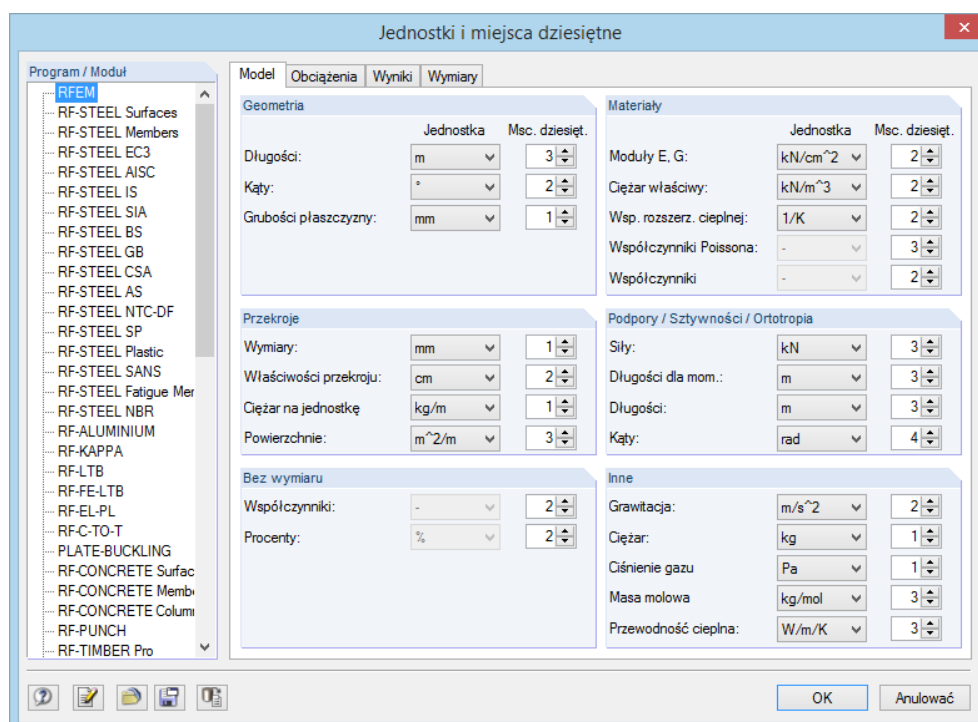 Jednostki i miejsca dziesiętne
Program / Moduł
RFEM
RF-STEEL Surfaces
RF-STEEL Members
RF-STEEL EC3
RF-STEEL AISC
RF-STEEL IS
RF-STEEL SIA
RF-STEEL BS
RF-STEEL GB
RF-STEEL CSA
RF-STEEL AS
RF-STEEL NTC-DF
RF-STEEL SP
RF-STEEL Plastic
RF-STEEL SANS
RF-STEEL Fatigue Mer
RF-STEEL NBR
RF-ALUMINIUM
RF-KAPPA
RF-LTB
RF-FE-LTB
RF-EL-PL
RF-C-TO-T
PLATE-BUCKLING
RF-CONCRETE Surfac
RF-CONCRETE Membe
RF-CONCRETE Column
RF-PUNCH
RF-TIMBER Pro
Model Obciążenia Wyniki Wymiary
Geometria
Jednostka Msc. dziesięt.
Długości: m 3
Kąty: ° 2
Grubości płaszczyzny: mm 1
Materiały
Jednostka Msc. dziesięt.
Moduły E, G: kN/cm^2 2
Ciężar właściwy: kN/m^3 2
Wsp. rozszerz. cieplnej: 1/K 2
Współczynniki Poissona: - 3
Współczynniki - 2
Przekroje
Wymiary: mm 1
Właściwości przekroju: cm 2
Ciężar na jednostkę kg/m 1
Powierzchnie: m^2/m 3
Podpory / Sztywności / Ortotropia
Siły: kN 3
Długości dla mom.: m 3
Długości: m 3
Kąty: rad 4
Bez wymiaru
Współczynniki: - 2
Procenty: % 2
Inne
Grawitacja: m/s^2 2
Ciężar: kg 1
Ciśnienie gazu Pa 1
Masa molowa kg/mol 3
Przewodność cieplna: W/m/K 3
OK Anulować